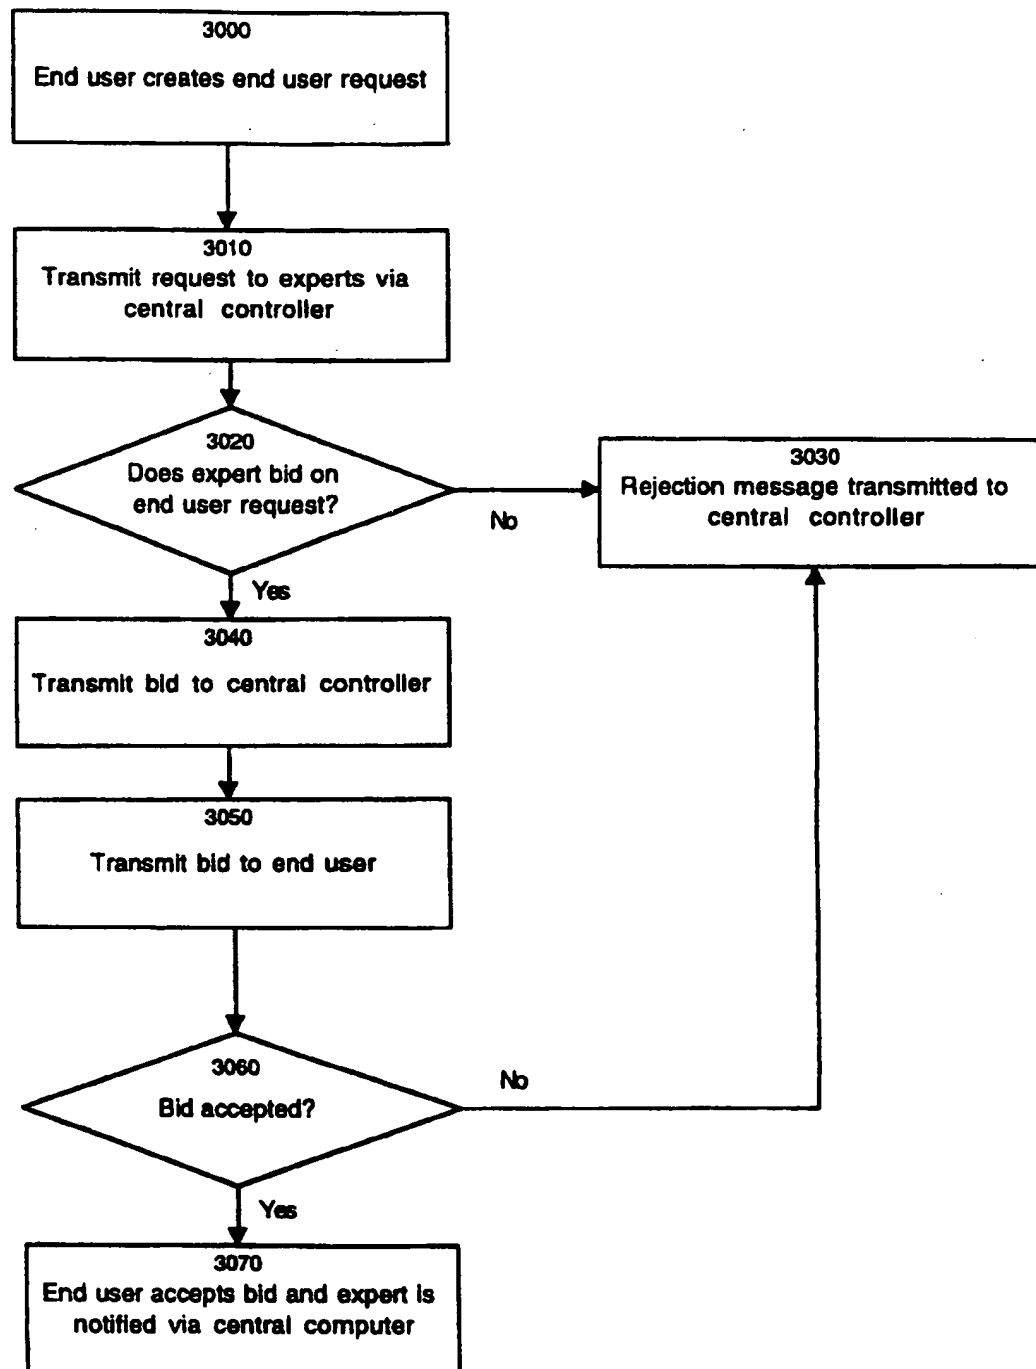 3000
End user creates end user request
3010
Transmit request to experts via
central controller
3020
Does expert bid on
end user request?
No
3030
Rejection message transmitted to
central controller
Yes
3040
Transmit bid to central controller
3050
Transmit bid to end user
3060
Bid accepted?
No
Yes
3070
End user accepts bid and expert is
notified via central computer